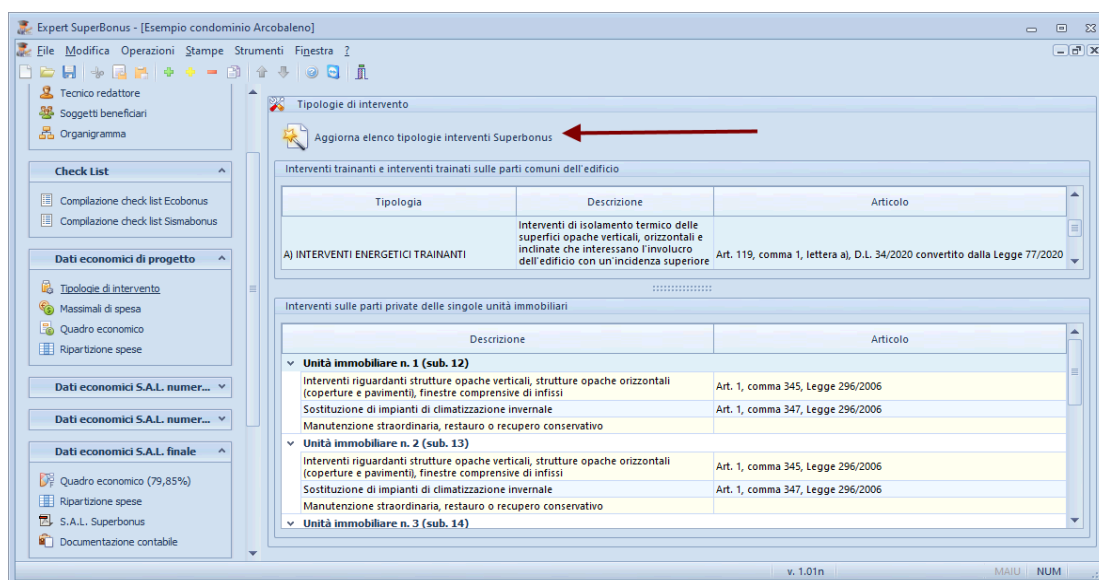 Expert SuperBonus - [Esempio condominio Arcobaleno]
File Modifica Operazioni Stampe Strumenti Finestra ?
Tecnico redattore
Soggetti beneficiari
Organigramma
Check List
Compilazione check list Ecobonus
Compilazione check list Sismabonus
Dati economici di progetto
Tipologie di intervento
Massimali di spesa
Quadro economico
Ripartizione spese
Dati economici S.A.L. numer...
Dati economici S.A.L. numer...
Dati economici S.A.L. finale
Quadro economico (79,85%)
Ripartizione spese
S.A.L. Superbonus
Documentazione contabile
Tipologie di intervento
Aggiorna elenco tipologie interventi Superbonus
Interventi trainanti e interventi trainati sulle parti comuni dell'edificio
Tipologia Descrizione Articolo
A) INTERVENTI ENERGETICI TRAINANTI
Interventi di isolamento termico delle
superfici opache verticali, orizzontali e
inclinate che interessano l'involucro
dell'edificio con un'incidenza superiore
Art. 119, comma 1, lettera a), D.L. 34/2020 convertito dalla Legge 77/2020
Interventi sulle parti private delle singole unità immobiliari
Descrizione Articolo
Unità immobiliare n. 1 (sub. 12)
Interventi riguardanti strutture opache verticali, strutture opache orizzontali
(coperture e pavimenti), finestre comprensive di infissi
Art. 1, comma 345, Legge 296/2006
Sostituzione di impianti di climatizzazione invernale Art. 1, comma 347, Legge 296/2006
Manutenzione straordinaria, restauro o recupero conservativo
Unità immobiliare n. 2 (sub. 13)
Interventi riguardanti strutture opache verticali, strutture opache orizzontali
(coperture e pavimenti), finestre comprensive di infissi
Art. 1, comma 345, Legge 296/2006
Sostituzione di impianti di climatizzazione invernale Art. 1, comma 347, Legge 296/2006
Manutenzione straordinaria, restauro o recupero conservativo
Unità immobiliare n. 3 (sub. 14)
v. 1.01n MAIU NUM